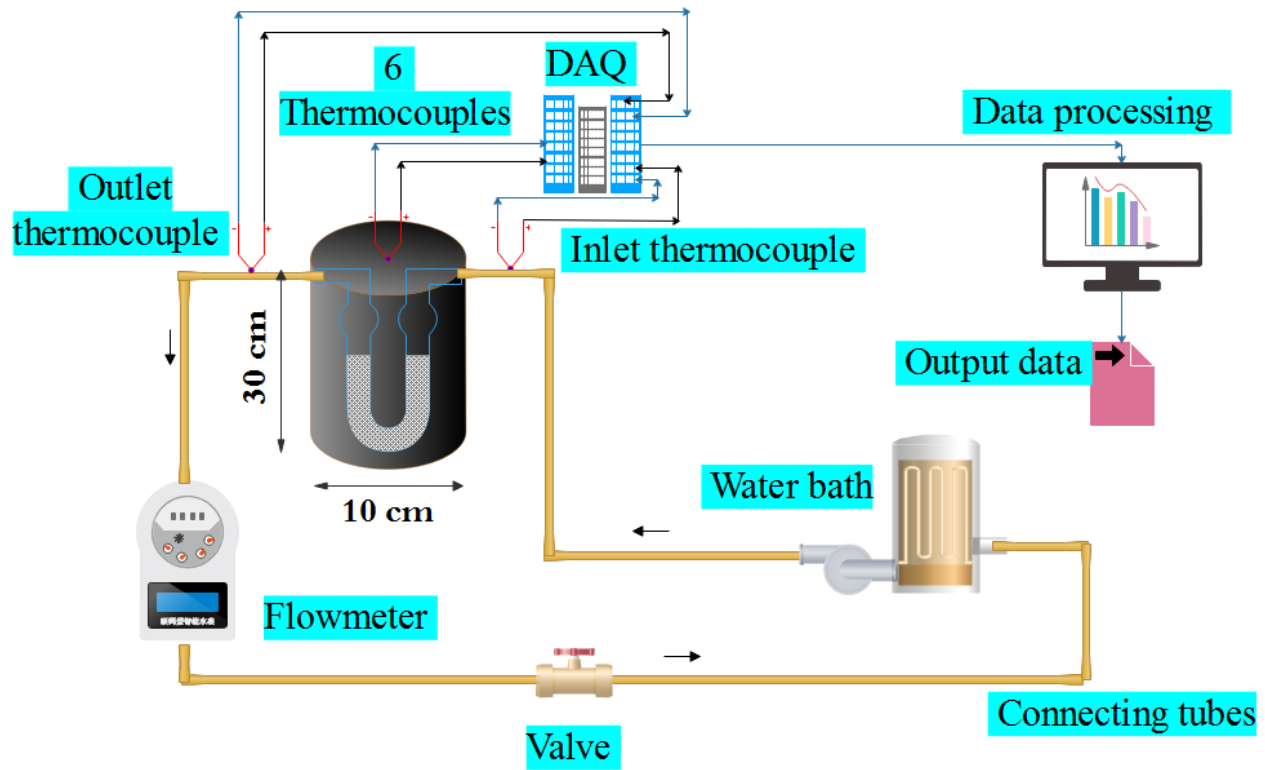 6
Thermocouples
DAQ
Data processing
Outlet
thermocouple
-
+
-
+
-
+
Inlet thermocouple
30 cm
Output data
10 cm
Water bath
Flowmeter
Connecting tubes
Valve